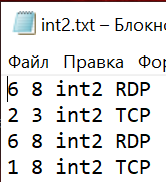 int2.txt – Блокно
Файл Правка Фор
6 8 int2 RDP
2 3 int2 TCP
6 8 int2 RDP
1 8 int2 TCP